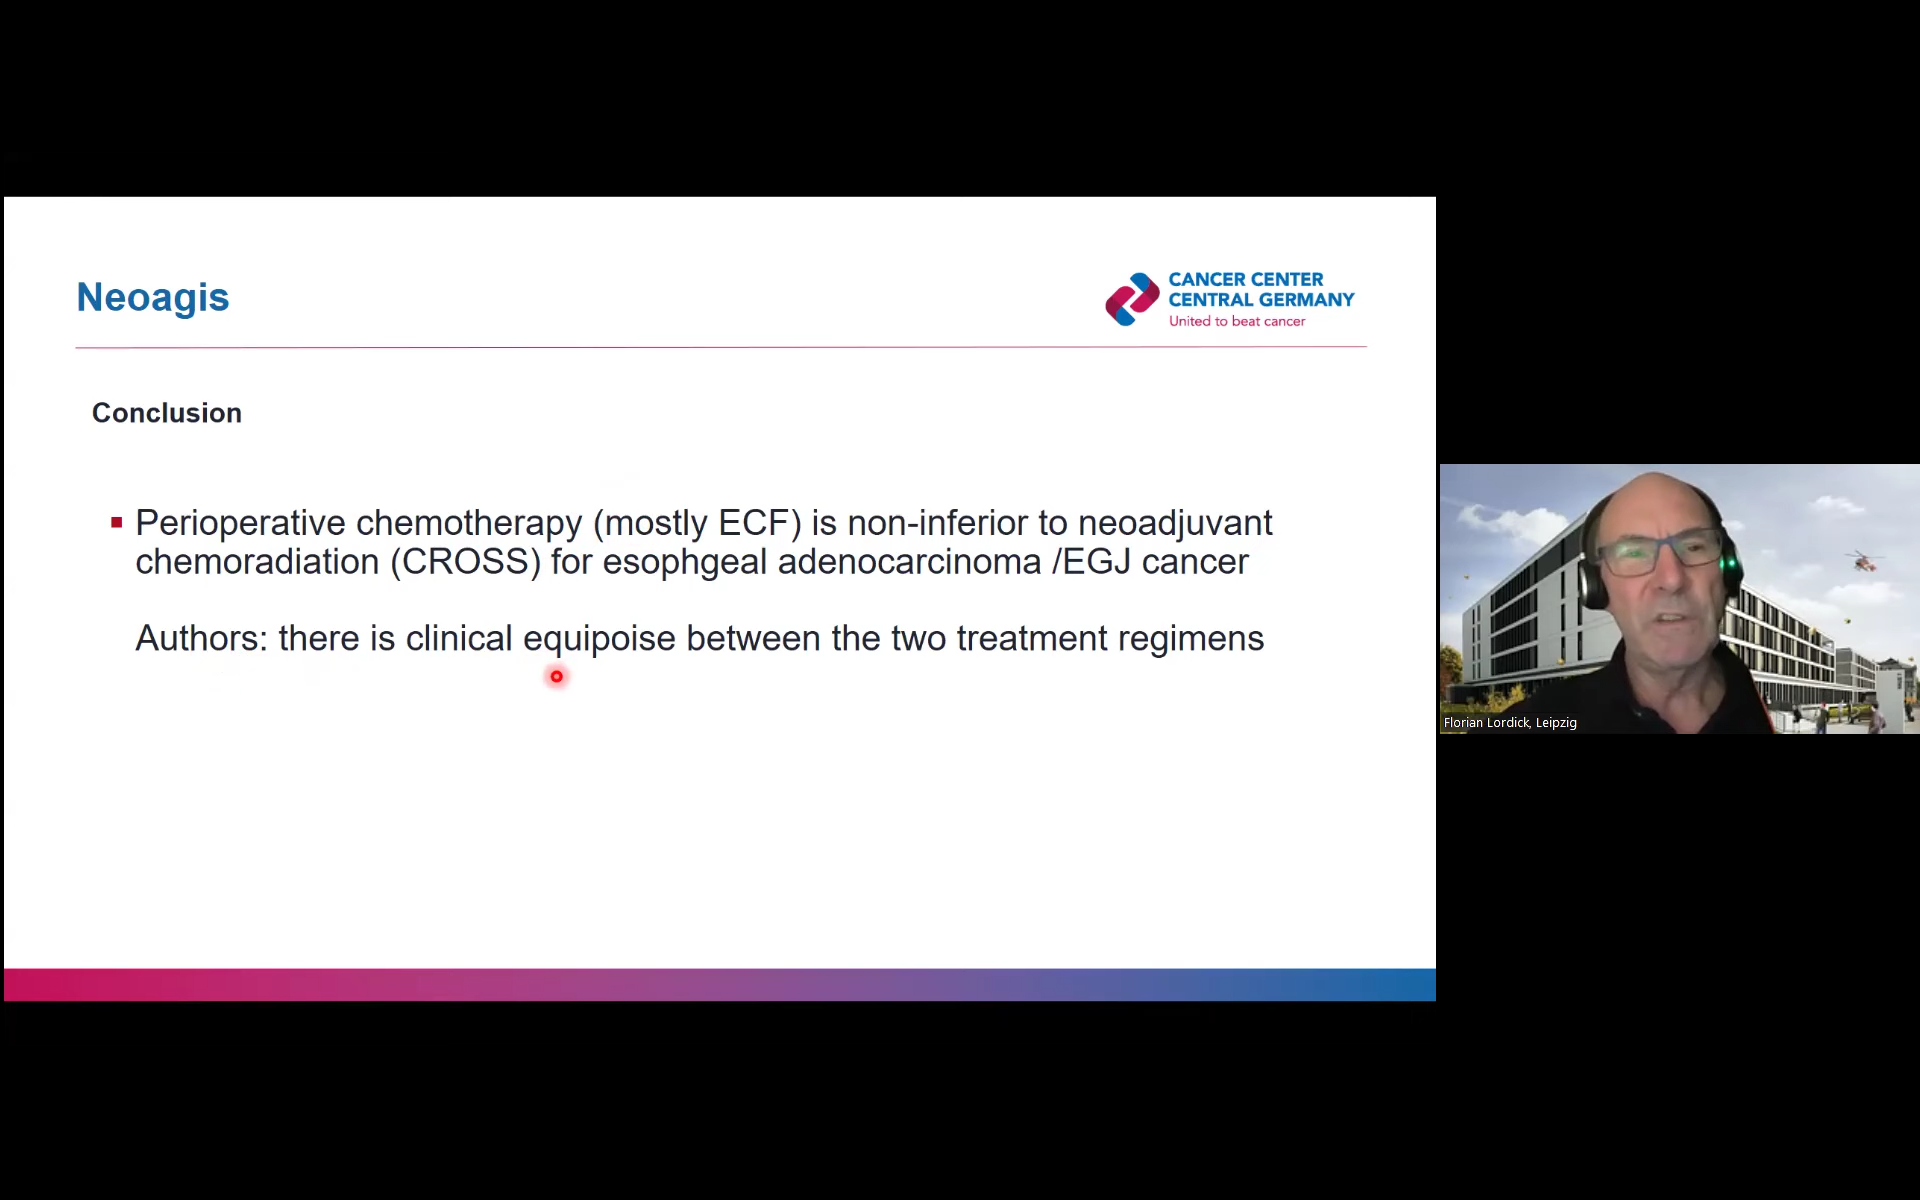 Neoagis
CANCER CENTER
CENTRAL GERMANY
United to beat cancer
Conclusion
Perioperative chemotherapy (mostly ECF) is non-inferior to neoadjuvant
chemoradiation (CROSS) for esophgeal adenocarcinoma /EGJ cancer
Authors: there is clinical equipoise between the two treatment regimens
Florian Lordick, Leipzig